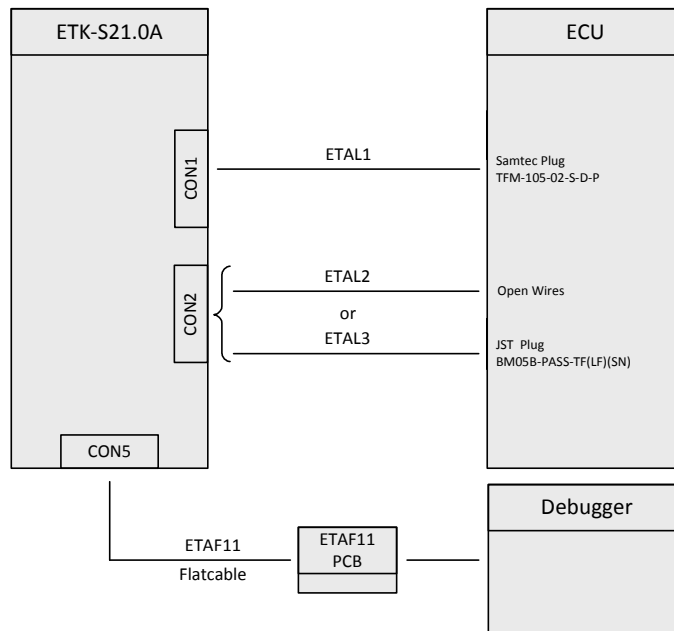 ETK-S21.0A
ECU
CON1
ETAL1
Samtec Plug
TFM-105-02-S-D-P
CON2
ETAL2
Open Wires
or
ETAL3
JST Plug
BM05B-PASS-TF(LF)(SN)
CON5
Debugger
ETAF11
Flatcable
ETAF11
PCB